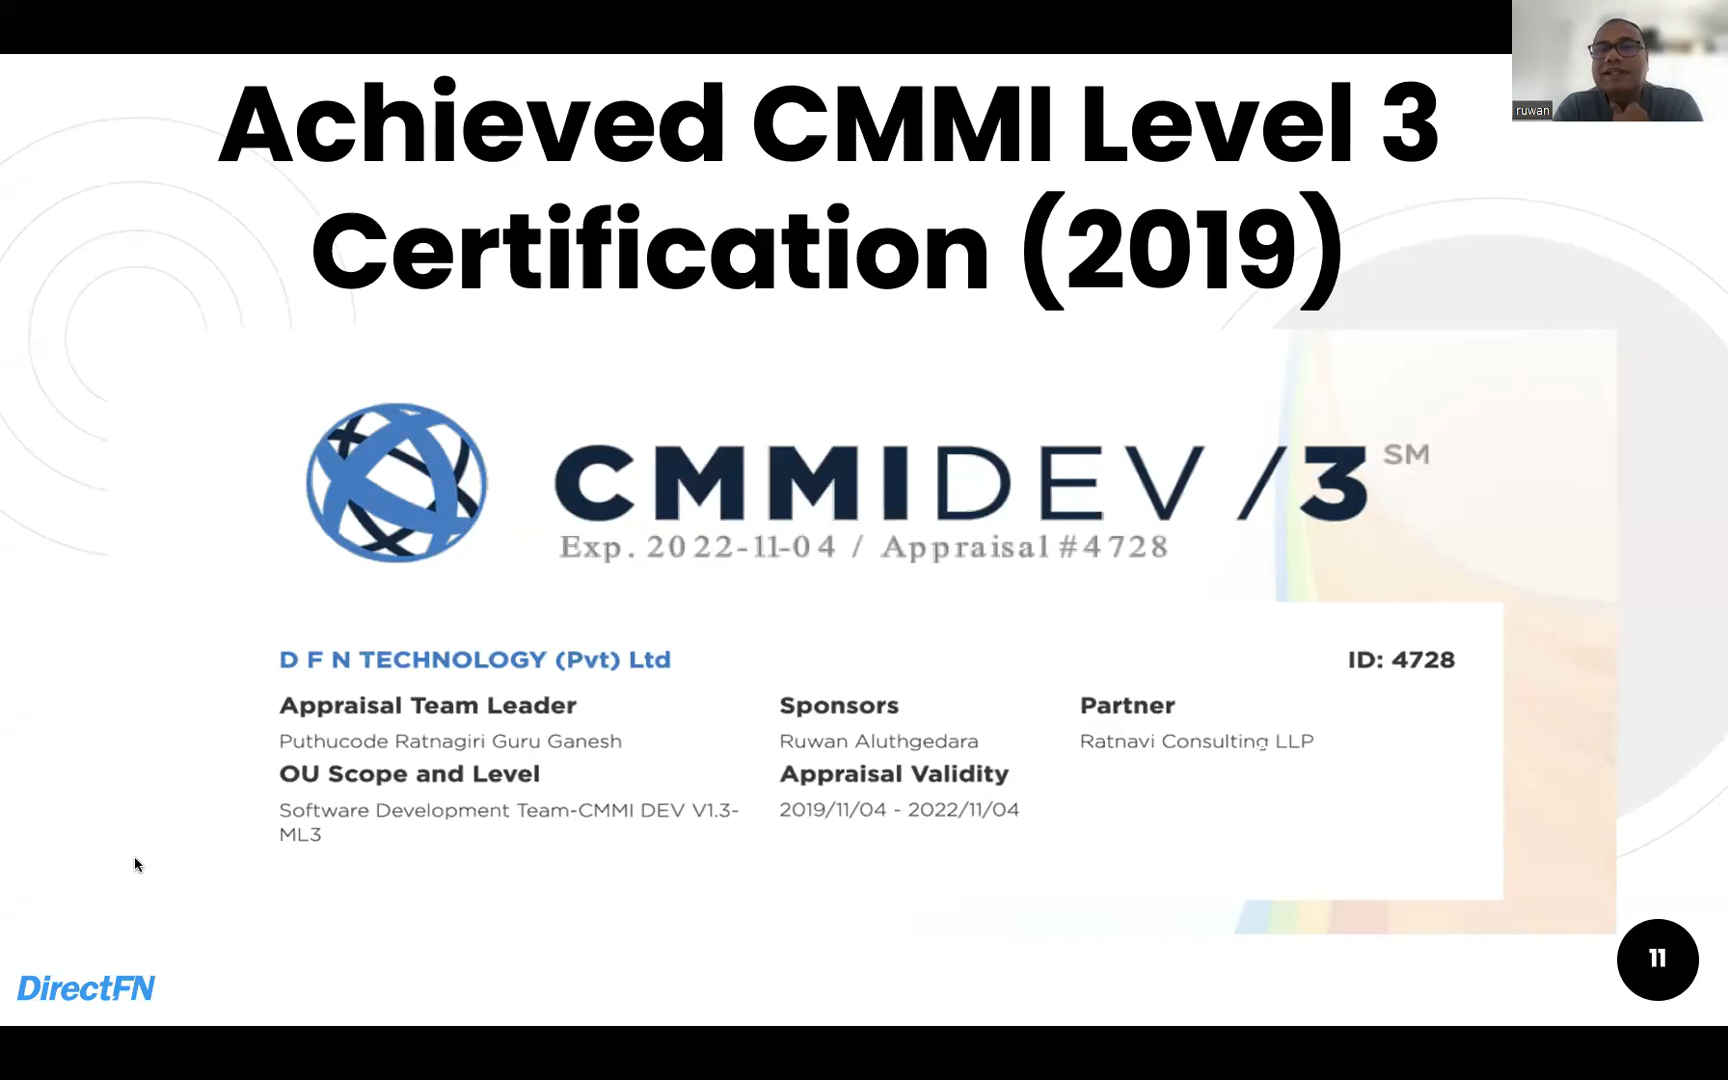 Achieved CMMI Level 3
Certification (2019)
ruwan
CMMIDEV/3 SM
Exp. 2022-11-04 / Appraisal #4728
D F N TECHNOLOGY (Pvt) Ltd
ID: 4728
Appraisal Team Leader
Puthucode Ratnagiri Guru Ganesh
Sponsors
Ruwan Aluthgedara
Partner
Ratnavi Consulting LLP
OU Scope and Level
Software Development Team-CMMI DEV V1.3-
ML3
Appraisal Validity
2019/11/04 - 2022/11/04
DirectFN
11